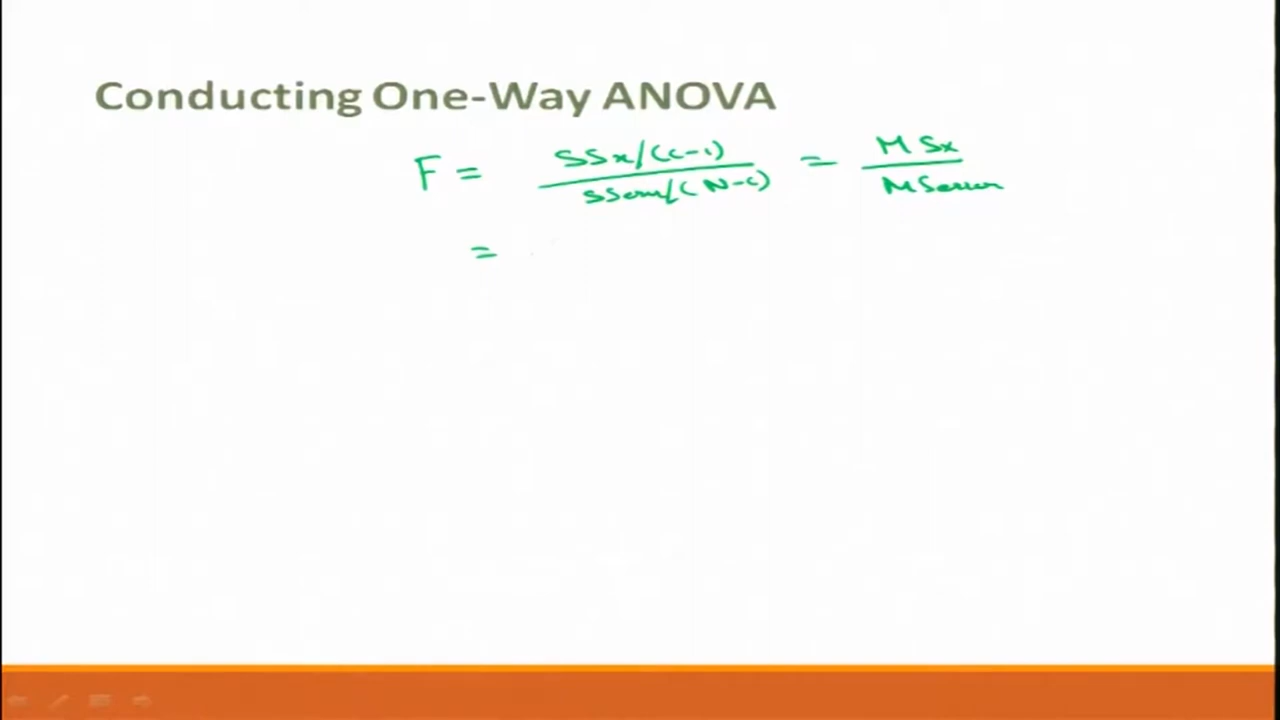 Conducting One-Way ANOVA
F = SSx/(c-1) / SSerror/(N-c) = MSx / MSerror
=